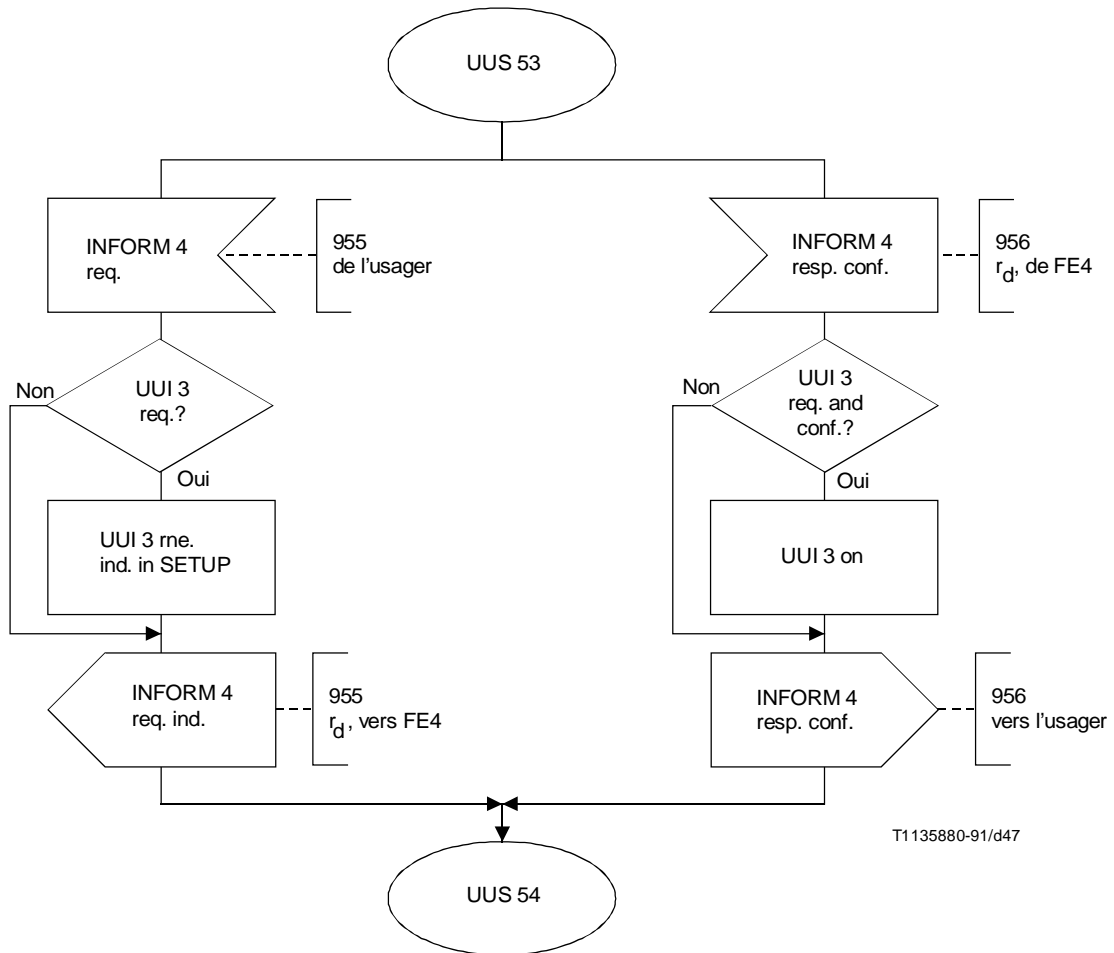 UUS 53
INFORM 4
req.
955
de l'usager
INFORM 4
resp. conf.
956
rd, de FE4
Non
UUI 3
req.?
Oui
Non
UUI 3
req. and
conf.?
Oui
UUI 3 rne.
ind. in SETUP
UUI 3 on
INFORM 4
req. ind.
955
rd, vers FE4
INFORM 4
resp. conf.
956
vers l'usager
T1135880-91/d47
UUS 54